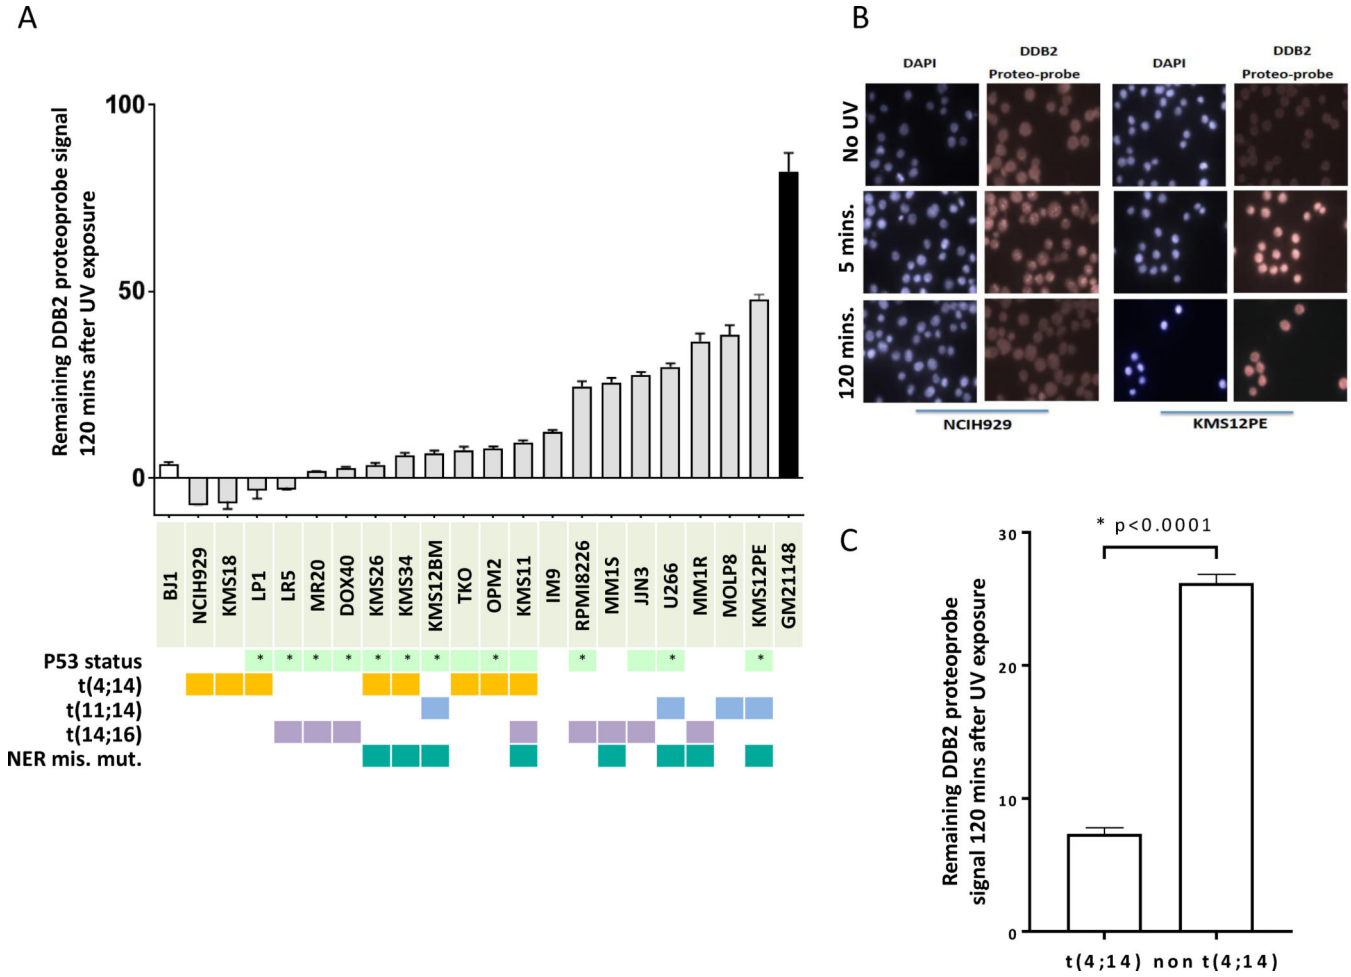 A
Remaining DDB2 proteoprobe signal
120 mins after UV exposure
100
50
0
BJ1
NCIH929
KMS18
LP1
LR5
MR20
DOX40
KMS26
KMS34
KMS12BM
TKO
OPM2
KMS11
IM9
RPMI8226
MM1S
JJN3
U266
MM1R
MOLP8
KMS12PE
GM21148
P53 status
* * * * * * * * * * *
t(4;14)
t(11;14)
t(14;16)
NER mis. mut.
B
DAPI
DDB2
Proteo-probe
DAPI
DDB2
Proteo-probe
No UV
5 mins.
120 mins.
NCIH929
KMS12PE
C
Remaining DDB2 proteoprobe
signal 120 mins after UV exposure
30
20
10
0
* p<0.0001
t(4;14) non t(4;14)